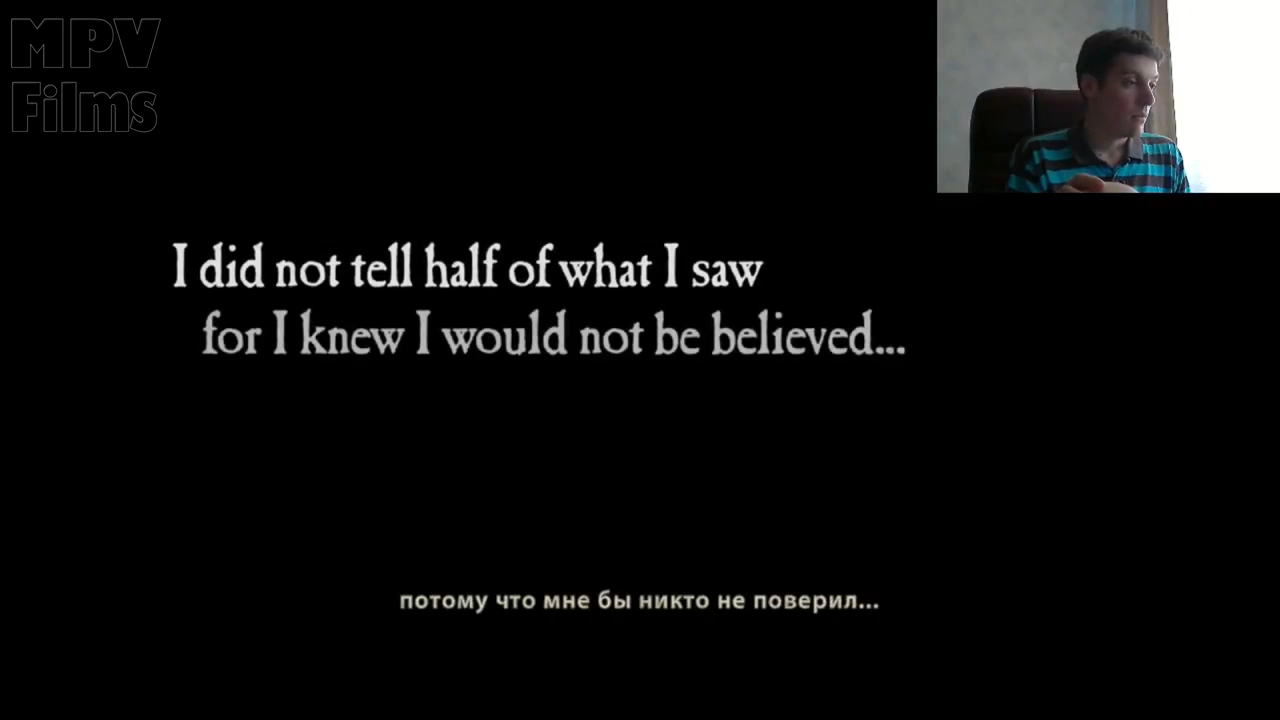 MPV
Films
I did not tell half of what I saw
for I knew I would not be believed...
потому что мне бы никто не поверил...